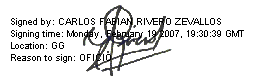 Signed by: CARLOS FABIAN RIVERO ZEVALLOS
Signing time: Monday, February 19 2007, 19:30:39 GMT
Location: GG
Reason to sign: OFICIO